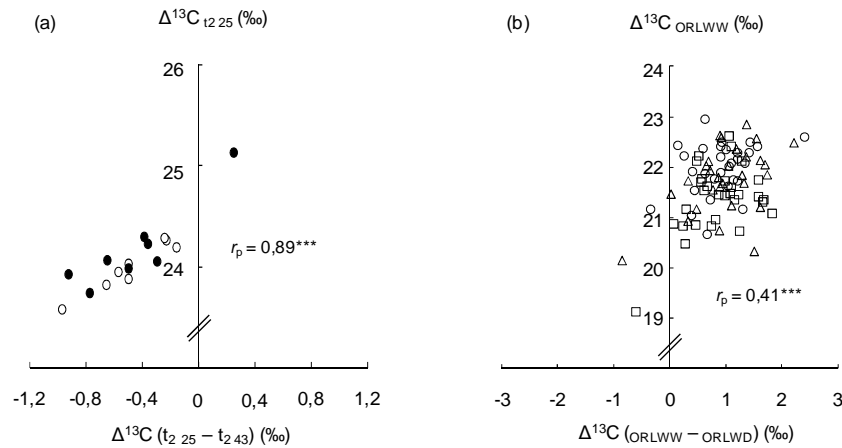 (a) Δ¹³C t2 25 (‰)
26
25
24
rp = 0,89***
-1,2 -0,8 -0,4 0 0,4 0,8 1,2
Δ¹³C (t2 25 – t2 43) (‰)
(b) Δ¹³C ORLWW (‰)
24
23
22
21
20
19
rp = 0,41***
-3 -2 -1 0 1 2 3
Δ¹³C (ORLWW – ORLWD) (‰)